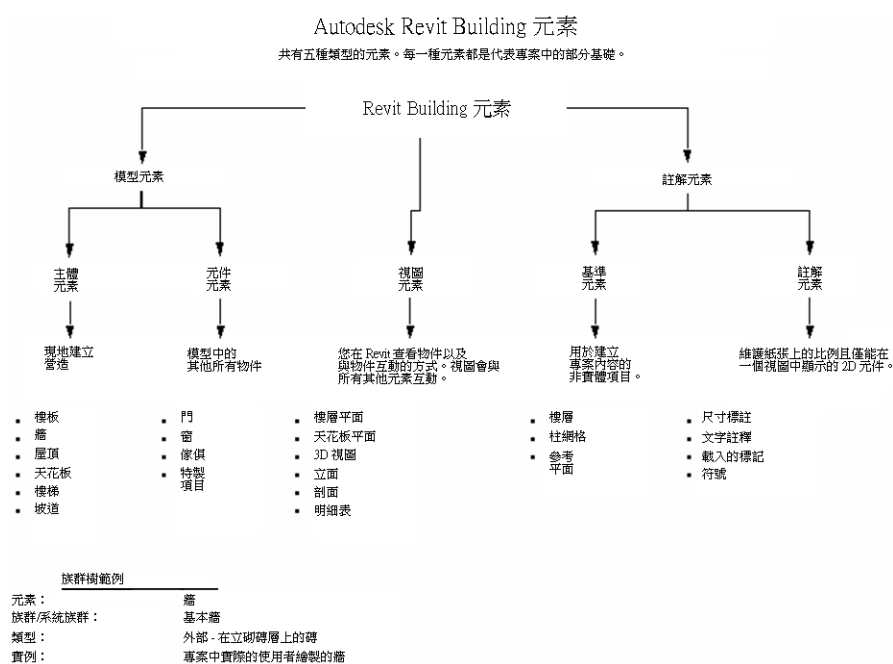 Autodesk Revit Building 元素
共有五種類型的元素。每一種元素都是代表專案中的部分基礎。
Revit Building 元素
模型元素
註解元素
主體
元素
元件
元素
視圖
元素
基準
元素
註解
元素
現地建立
營造
模型中的
其他所有物件
您在 Revit 查看物件以及
與物件互動的方式。視圖會與
所有其他元素互動。
用於建立
專案內容的
非實體項目。
維護紙張上的比例且僅能在
一個視圖中顯示的 2D 元件。
樓板
牆
屋頂
天花板
樓梯
坡道
門
窗
傢俱
特製
項目
樓層平面
天花板平面
3D 視圖
立面
剖面
明細表
樓層
柱網格
參考
平面
尺寸標註
文字註釋
載入的標記
符號
族群樹範例
元素： 牆
族群/系統族群： 基本牆
類型： 外部 - 在立砌磚層上的磚
實例： 專案中實際的使用者繪製的牆